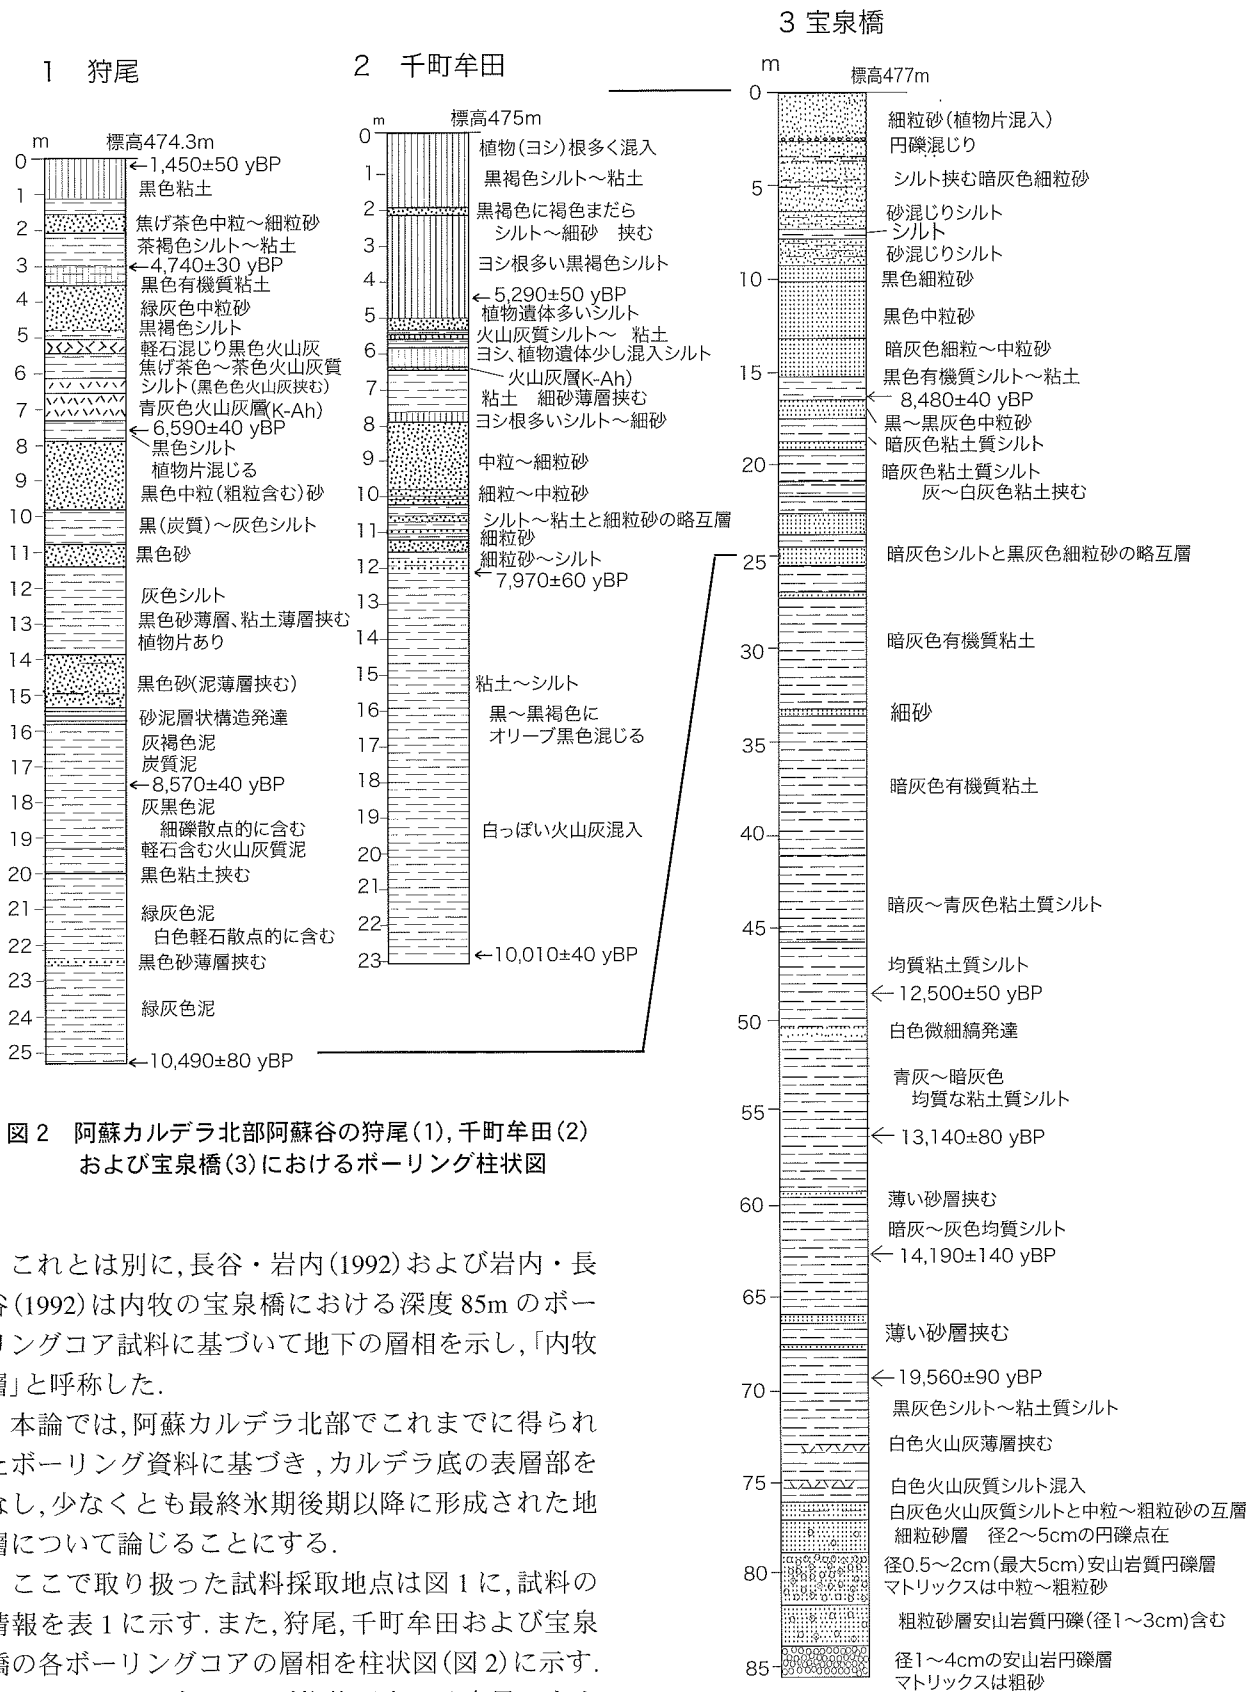 1 狩尾
m 標高474.3m
0
1
2
3
4
5
6
7
8
9
10
11
12
13
14
15
16
17
18
19
20
21
22
23
24
25
←1,450±50 yBP
黒色粘土
焦げ茶色中粒～細粒砂
茶褐色シルト～粘土
←4,740±30 yBP
黒色有機質粘土
緑灰色中粒砂
黒褐色シルト
軽石混じり黒色火山灰
焦げ茶色～茶色火山灰質
シルト(黒色色火山灰挟む)
青灰色火山灰層(K-Ah)
←6,590±40 yBP
黒色シルト
植物片混じる
黒色中粒(粗粒含む)砂
黒(炭質)～灰色シルト
黒色砂
灰色シルト
黒色砂薄層、粘土薄層挟む
植物片あり
黒色砂(泥薄層挟む)
砂泥層状構造発達
灰褐色泥
炭質泥
←8,570±40 yBP
灰黒色泥
細礫散点的に含む
軽石含む火山灰質泥
黒色粘土挟む
緑灰色泥
白色軽石散点的に含む
黒色砂薄層挟む
緑灰色泥
←10,490±80 yBP
2 千町牟田
m 標高475m
0
1
2
3
4
5
6
7
8
9
10
11
12
13
14
15
16
17
18
19
20
21
22
23
植物(ヨシ)根多く混入
黒褐色シルト～粘土
黒褐色に褐色まだら
シルト～細砂 挟む
ヨシ根多い黒褐色シルト
←5,290±50 yBP
植物遺体多いシルト
火山灰質シルト～ 粘土
ヨシ、植物遺体少し混入シルト
火山灰層(K-Ah)
粘土 細砂薄層挟む
ヨシ根多いシルト～細砂
中粒～細粒砂
細粒～中粒砂
シルト～粘土と細粒砂の略互層
細粒砂
細粒砂～シルト
←7,970±60 yBP
粘土～シルト
黒～黒褐色に
オリーブ黒色混じる
白っぽい火山灰混入
←10,010±40 yBP
3 宝泉橋
m 標高477m
0
5
10
15
20
25
30
35
40
45
50
55
60
65
70
75
80
85
細粒砂(植物片混入)
円礫混じり
シルト挟む暗灰色細粒砂
砂混じりシルト
シルト
砂混じりシルト
黒色細粒砂
黒色中粒砂
暗灰色細粒～中粒砂
黒色有機質シルト～粘土
←8,480±40 yBP
黒～黒灰色中粒砂
暗灰色粘土質シルト
暗灰色粘土質シルト
灰～白灰色粘土挟む
暗灰色シルトと黒灰色細粒砂の略互層
暗灰色有機質粘土
細砂
暗灰色有機質粘土
暗灰～青灰色粘土質シルト
均質粘土質シルト
←12,500±50 yBP
白色微細縞発達
青灰～暗灰色
均質な粘土質シルト
←13,140±80 yBP
薄い砂層挟む
暗灰～灰色均質シルト
←14,190±140 yBP
薄い砂層挟む
←19,560±90 yBP
黒灰色シルト～粘土質シルト
白色火山灰薄層挟む
白色火山灰質シルト混入
白灰色火山灰質シルトと中粒～粗粒砂の互層
細粒砂層 径2～5cmの円礫点在
径0.5～2cm(最大5cm)安山岩質円礫層
マトリックスは中粒～粗粒砂
粗粒砂層安山岩質円礫(径1～3cm)含む
径1～4cmの安山岩円礫層
マトリックスは粗砂
図2 阿蘇カルデラ北部阿蘇谷の狩尾(1),千町牟田(2)
および宝泉橋(3)におけるボーリング柱状図
これとは別に,長谷・岩内(1992)および岩内・長
谷(1992)は内牧の宝泉橋における深度85mのボー
リングコア試料に基づいて地下の層相を示し,「内牧
層」と呼称した.
本論では,阿蘇カルデラ北部でこれまでに得られ
たボーリング資料に基づき,カルデラ底の表層部を
なし,少なくとも最終氷期後期以降に形成された地
層について論じることにする.
ここで取り扱った試料採取地点は図1に,試料の
情報を表1に示す.また,狩尾,千町牟田および宝泉
橋の各ボーリングコアの層相を柱状図(図2)に示す.